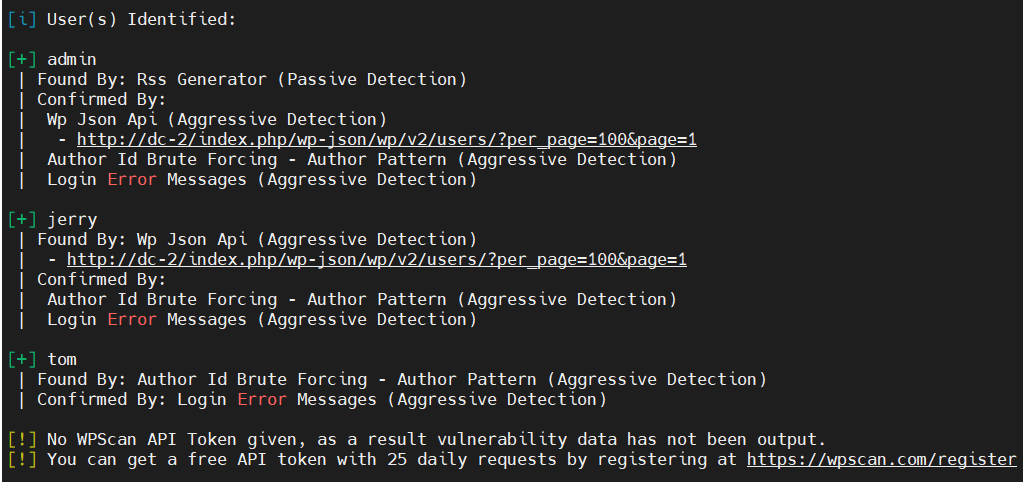 [i] User(s) Identified:
[+] admin
| Found By: Rss Generator (Passive Detection)
| Confirmed By:
|  Wp Json Api (Aggressive Detection)
|   - http://dc-2/index.php/wp-json/wp/v2/users/?per_page=100&page=1
|  Author Id Brute Forcing - Author Pattern (Aggressive Detection)
|  Login Error Messages (Aggressive Detection)
[+] jerry
| Found By: Wp Json Api (Aggressive Detection)
|  - http://dc-2/index.php/wp-json/wp/v2/users/?per_page=100&page=1
| Confirmed By:
|  Author Id Brute Forcing - Author Pattern (Aggressive Detection)
|  Login Error Messages (Aggressive Detection)
[+] tom
| Found By: Author Id Brute Forcing - Author Pattern (Aggressive Detection)
| Confirmed By: Login Error Messages (Aggressive Detection)
[!] No WPScan API Token given, as a result vulnerability data has not been output.
[!] You can get a free API token with 25 daily requests by registering at https://wpscan.com/register